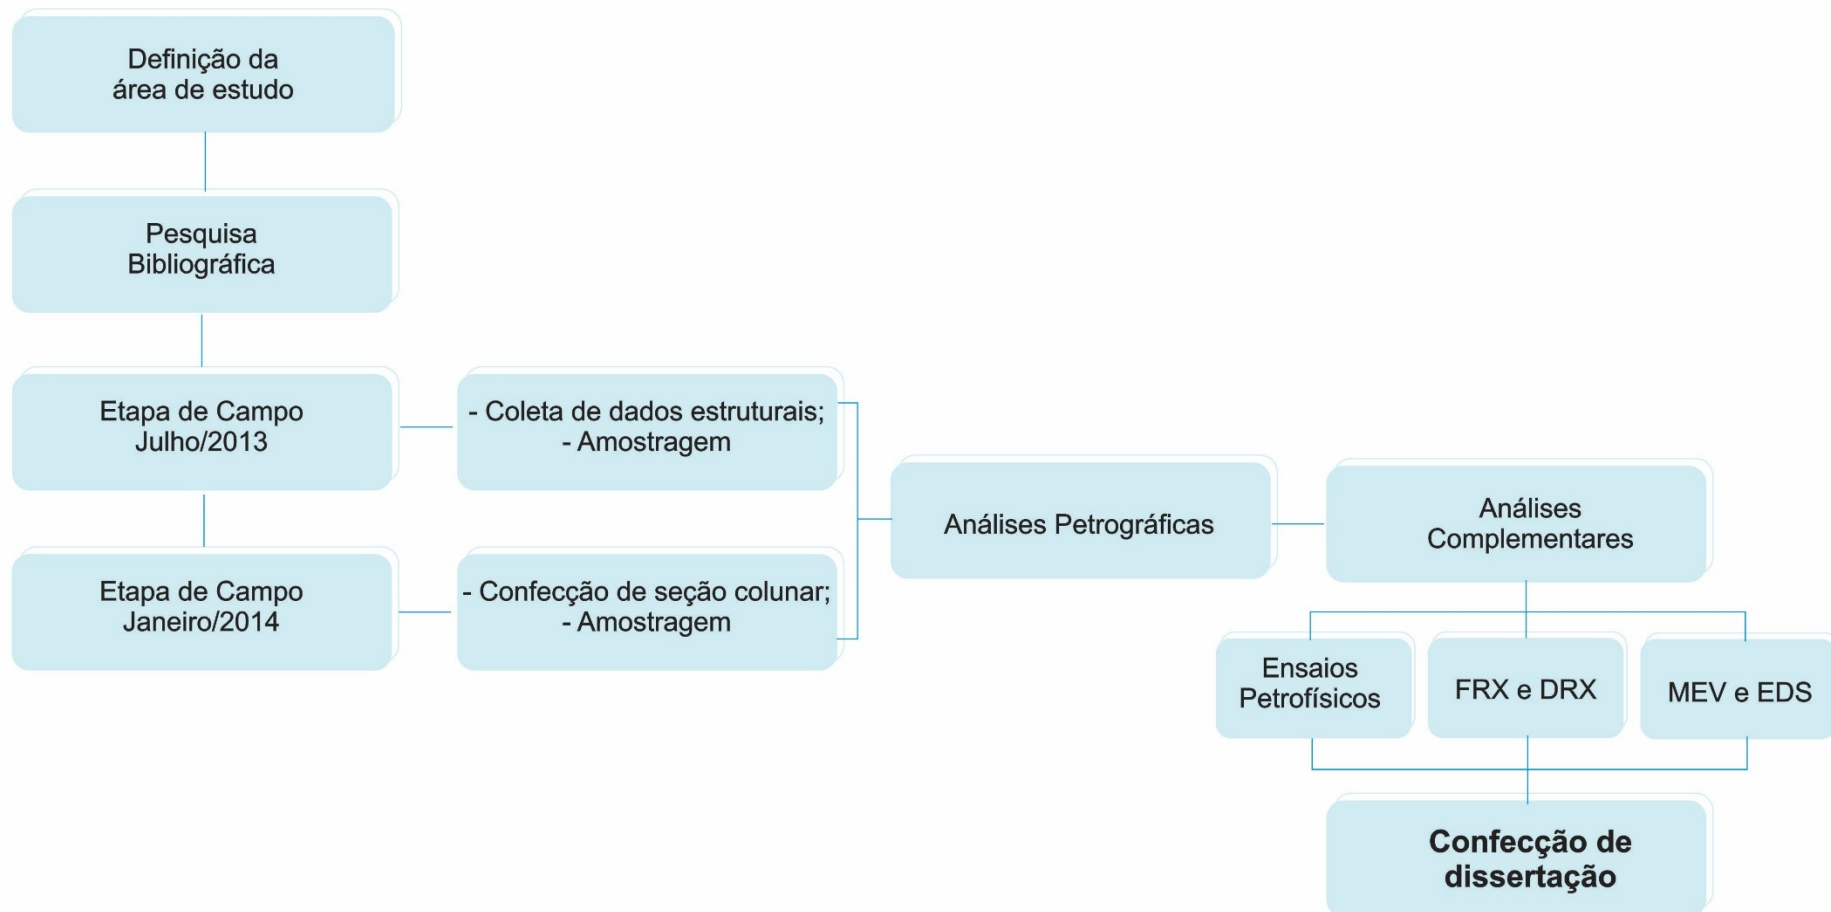 Definição da
área de estudo
Pesquisa
Bibliográfica
Etapa de Campo
Julho/2013
- Coleta de dados estruturais;
- Amostragem
Etapa de Campo
Janeiro/2014
- Confecção de seção colunar;
- Amostragem
Análises Petrográficas
Análises
Complementares
Ensaios
Petrofísicos
FRX e DRX
MEV e EDS
Confecção de
dissertação